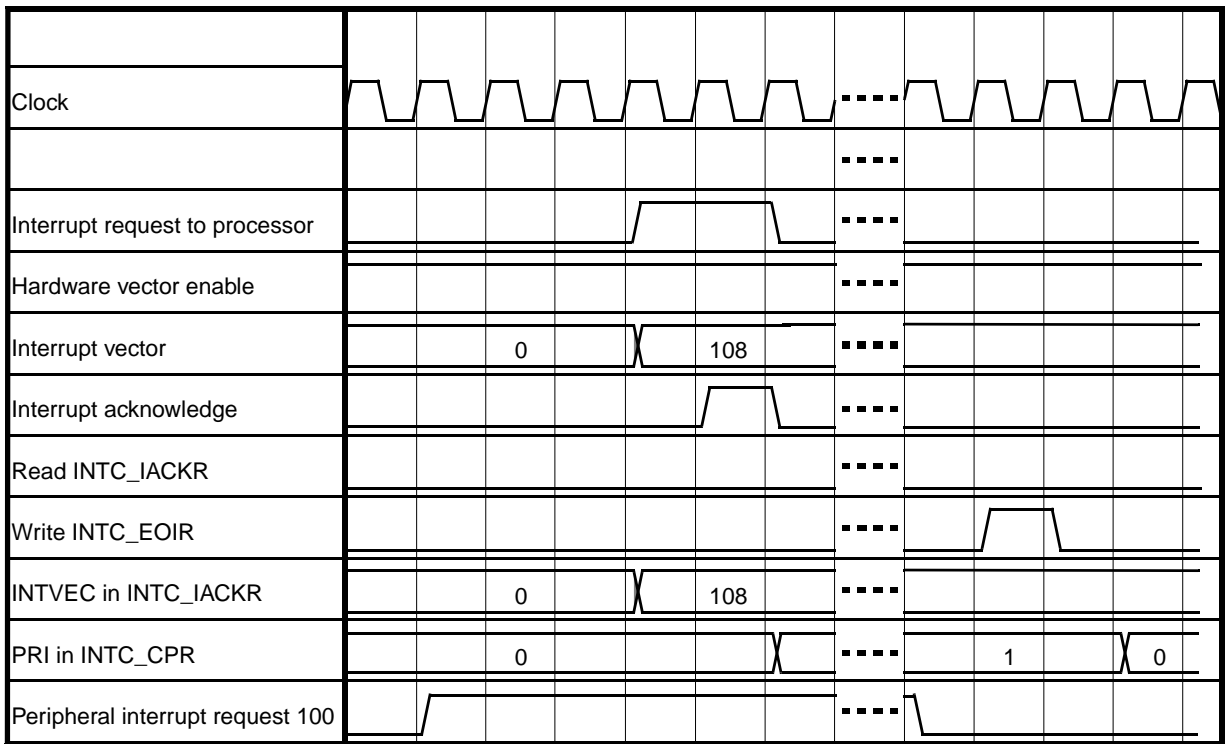 Clock
Interrupt request to processor
Hardware vector enable
Interrupt vector
0
108
Interrupt acknowledge
Read INTC_IACKR
Write INTC_EOIR
INTVEC in INTC_IACKR
0
108
PRI in INTC_CPR
0
1
0
Peripheral interrupt request 100